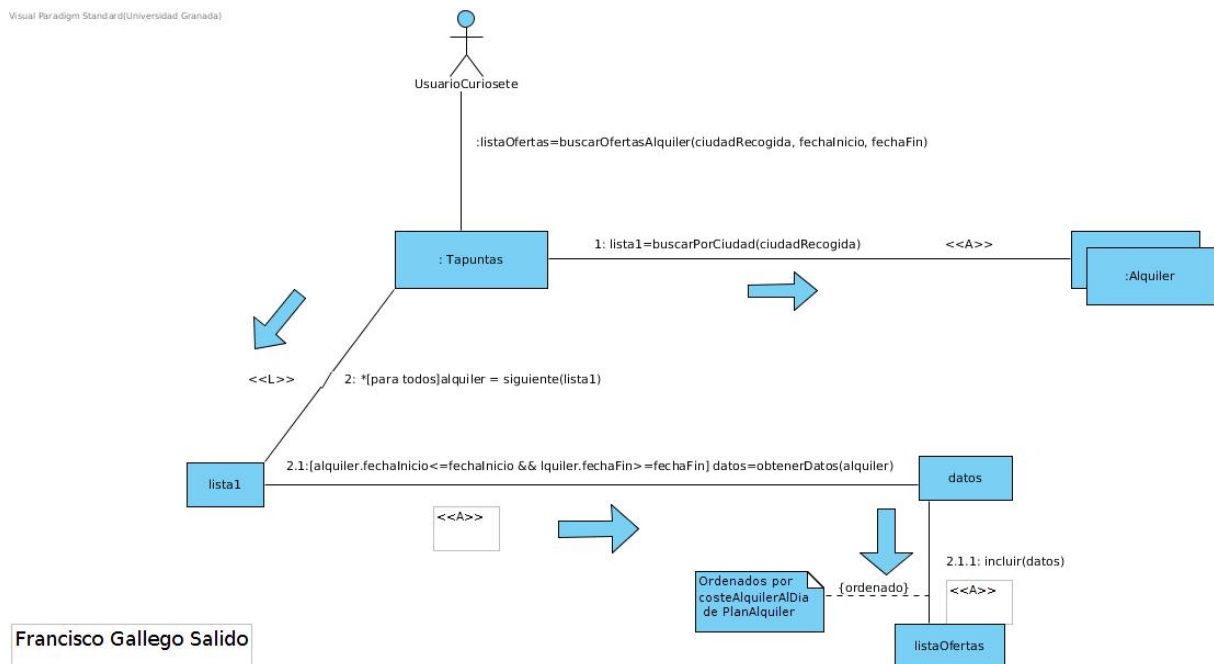 Visual Paradigm Standard(Universidad Granada)
UsuarioCuriosete
:listaOfertas=buscarOfertasAlquiler(ciudadRecogida, fechaInicio, fechaFin)
: Tapuntas
1: lista1=buscarPorCiudad(ciudadRecogida)
<<A>>
:Alquiler
<<L>>
2: *[para todos]alquiler = siguiente(lista1)
lista1
2.1:[alquiler.fechaInicio<=fechaInicio && lquiler.fechaFin>=fechaFin] datos=obtenerDatos(alquiler)
datos
<<A>>
2.1.1: incluir(datos)
<<A>>
{ordenado}
Ordenados por
costeAlquilerAlDia
de PlanAlquiler
listaOfertas
Francisco Gallego Salido